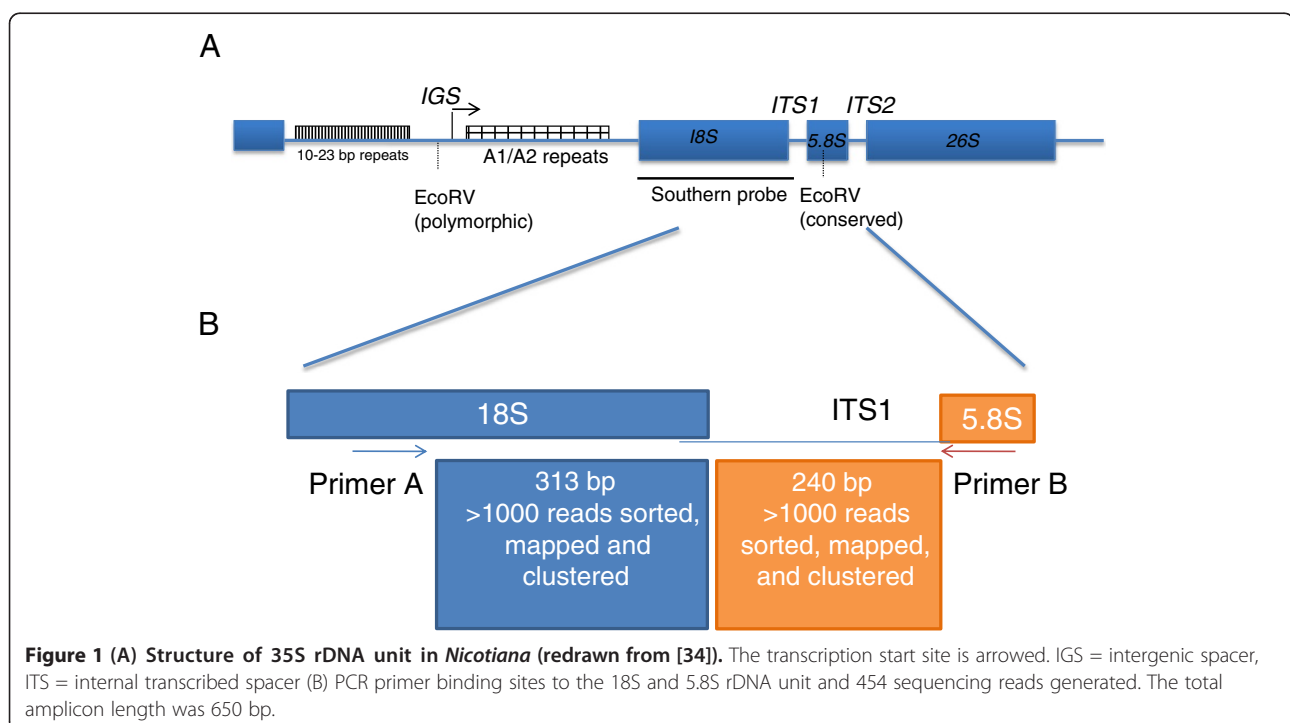 A
IGS
ITS1 ITS2
I8S
5.8S
26S
10-23 bp repeats
A1/A2 repeats
EcoRV
(polymorphic)
Southern probe
EcoRV
(conserved)
B
18S
ITS1
5.8S
Primer A
Primer B
313 bp
>1000 reads sorted,
mapped and
clustered
240 bp
>1000 reads
sorted, mapped,
and clustered
Figure 1 (A) Structure of 35S rDNA unit in Nicotiana (redrawn from [34]). The transcription start site is arrowed. IGS = intergenic spacer,
ITS = internal transcribed spacer (B) PCR primer binding sites to the 18S and 5.8S rDNA unit and 454 sequencing reads generated. The total
amplicon length was 650 bp.